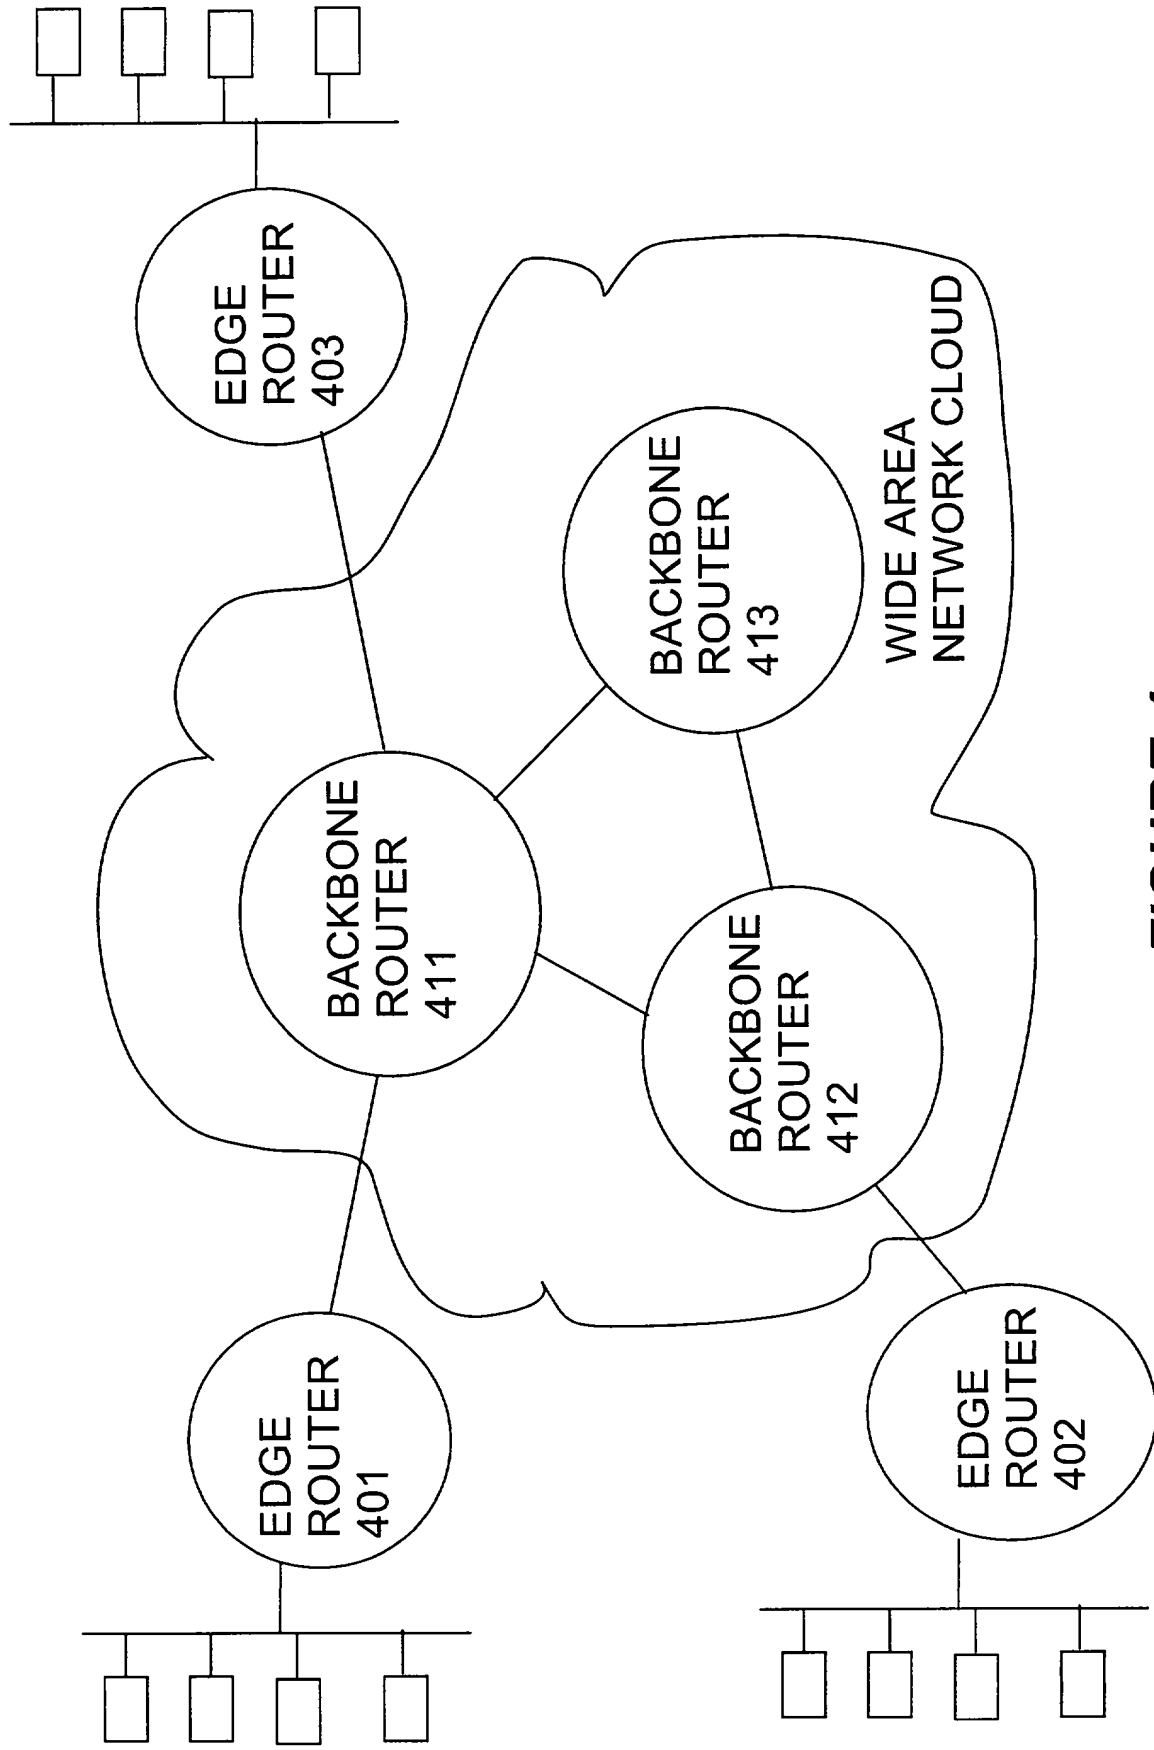 EDGE
ROUTER
401
BACKBONE
ROUTER
411
EDGE
ROUTER
403
BACKBONE
ROUTER
412
BACKBONE
ROUTER
413
EDGE
ROUTER
402
WIDE AREA
NETWORK CLOUD
FIGURE